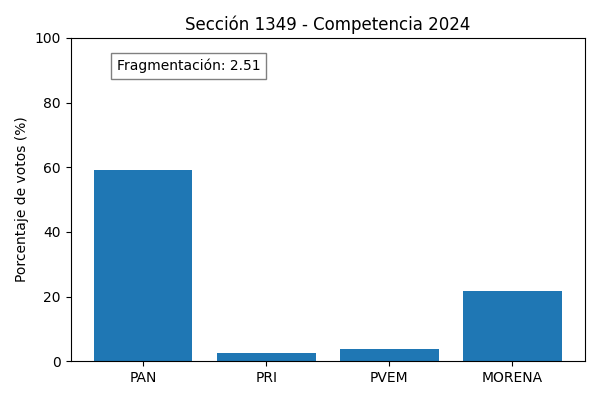 Sección 1349 - Competencia 2024
Fragmentación: 2.51
Porcentaje de votos (%)
100
80
60
40
20
0
PAN PRI PVEM MORENA